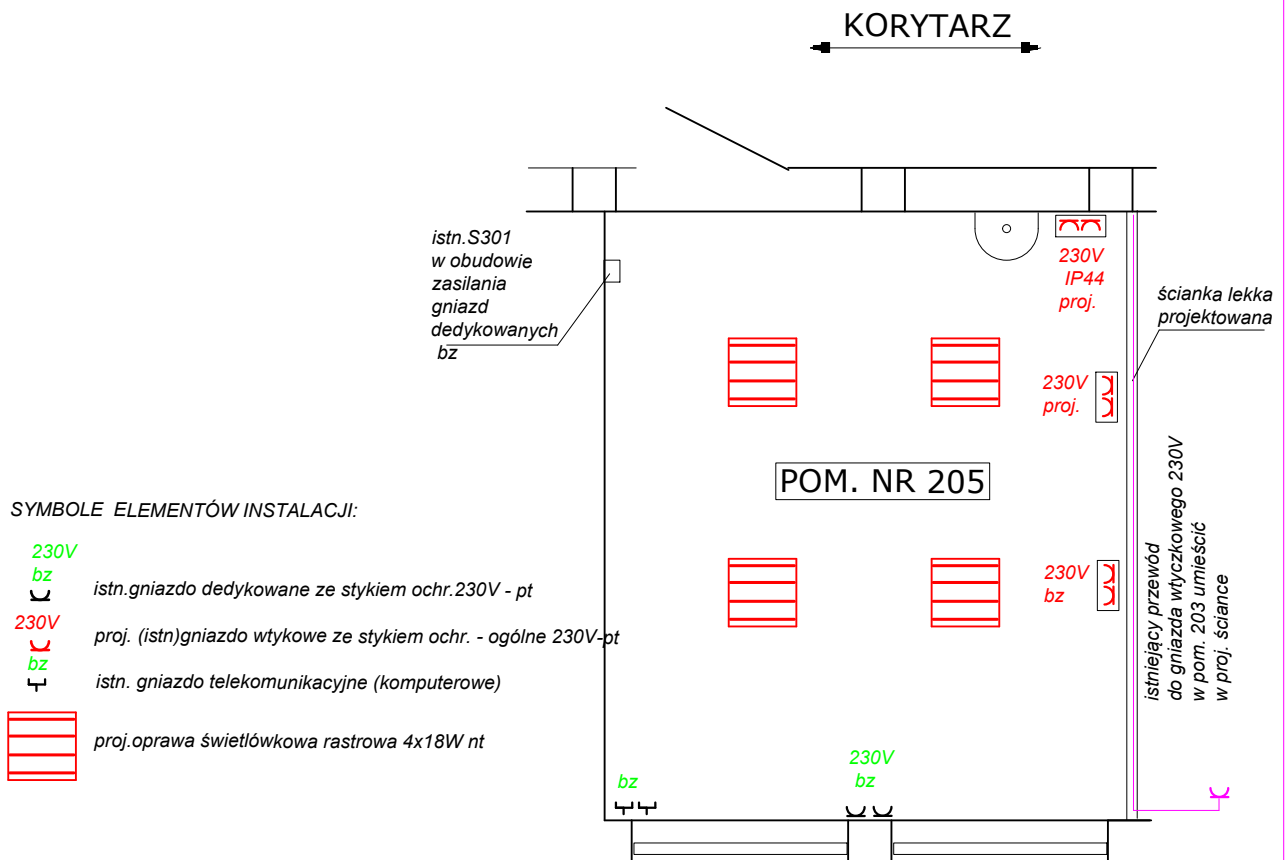 KORYTARZ
istn.S301
w obudowie
zasilania
gniazd
dedykowanych
bz
230V
IP44
proj.
ścianka lekka
projektowana
230V
proj.
POM. NR 205
istniejący przewód
do gniazda wtyczkowego 230V
w pom. 203 umieścić
w proj. ściance
230V
bz
SYMBOLE ELEMENTÓW INSTALACJI:
230V
bz
istn.gniazdo dedykowane ze stykiem ochr.230V - pt
230V
proj. (istn)gniazdo wtykowe ze stykiem ochr. - ogólne 230V-pt
bz
istn. gniazdo telekomunikacyjne (komputerowe)
proj.oprawa świetlówkowa rastrowa 4x18W nt
bz
230V
bz